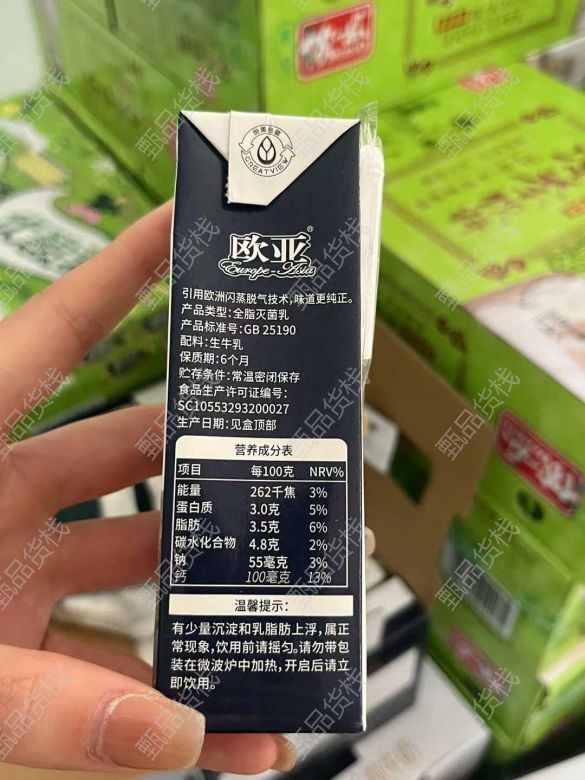 恒美包装
GREATVIEW
欧亚®
Europe-Asia
引用欧洲闪蒸脱气技术,味道更纯正。
产品类型:全脂灭菌乳
产品标准号:GB 25190
配料:生牛乳
保质期:6个月
贮存条件:常温密闭保存
食品生产许可证编号:
SC10553293200027
生产日期:见盒顶部
营养成分表
项目 每100克 NRV%
能量 262千焦 3%
蛋白质 3.0克 5%
脂肪 3.5克 6%
碳水化合物 4.8克 2%
钠 55毫克 3%
钙 100毫克 13%
温馨提示:
有少量沉淀和乳脂肪上浮,属正
常现象,饮用前请摇匀。请勿带包
装在微波炉中加热,开启后请立
即饮用。
甄品货栈